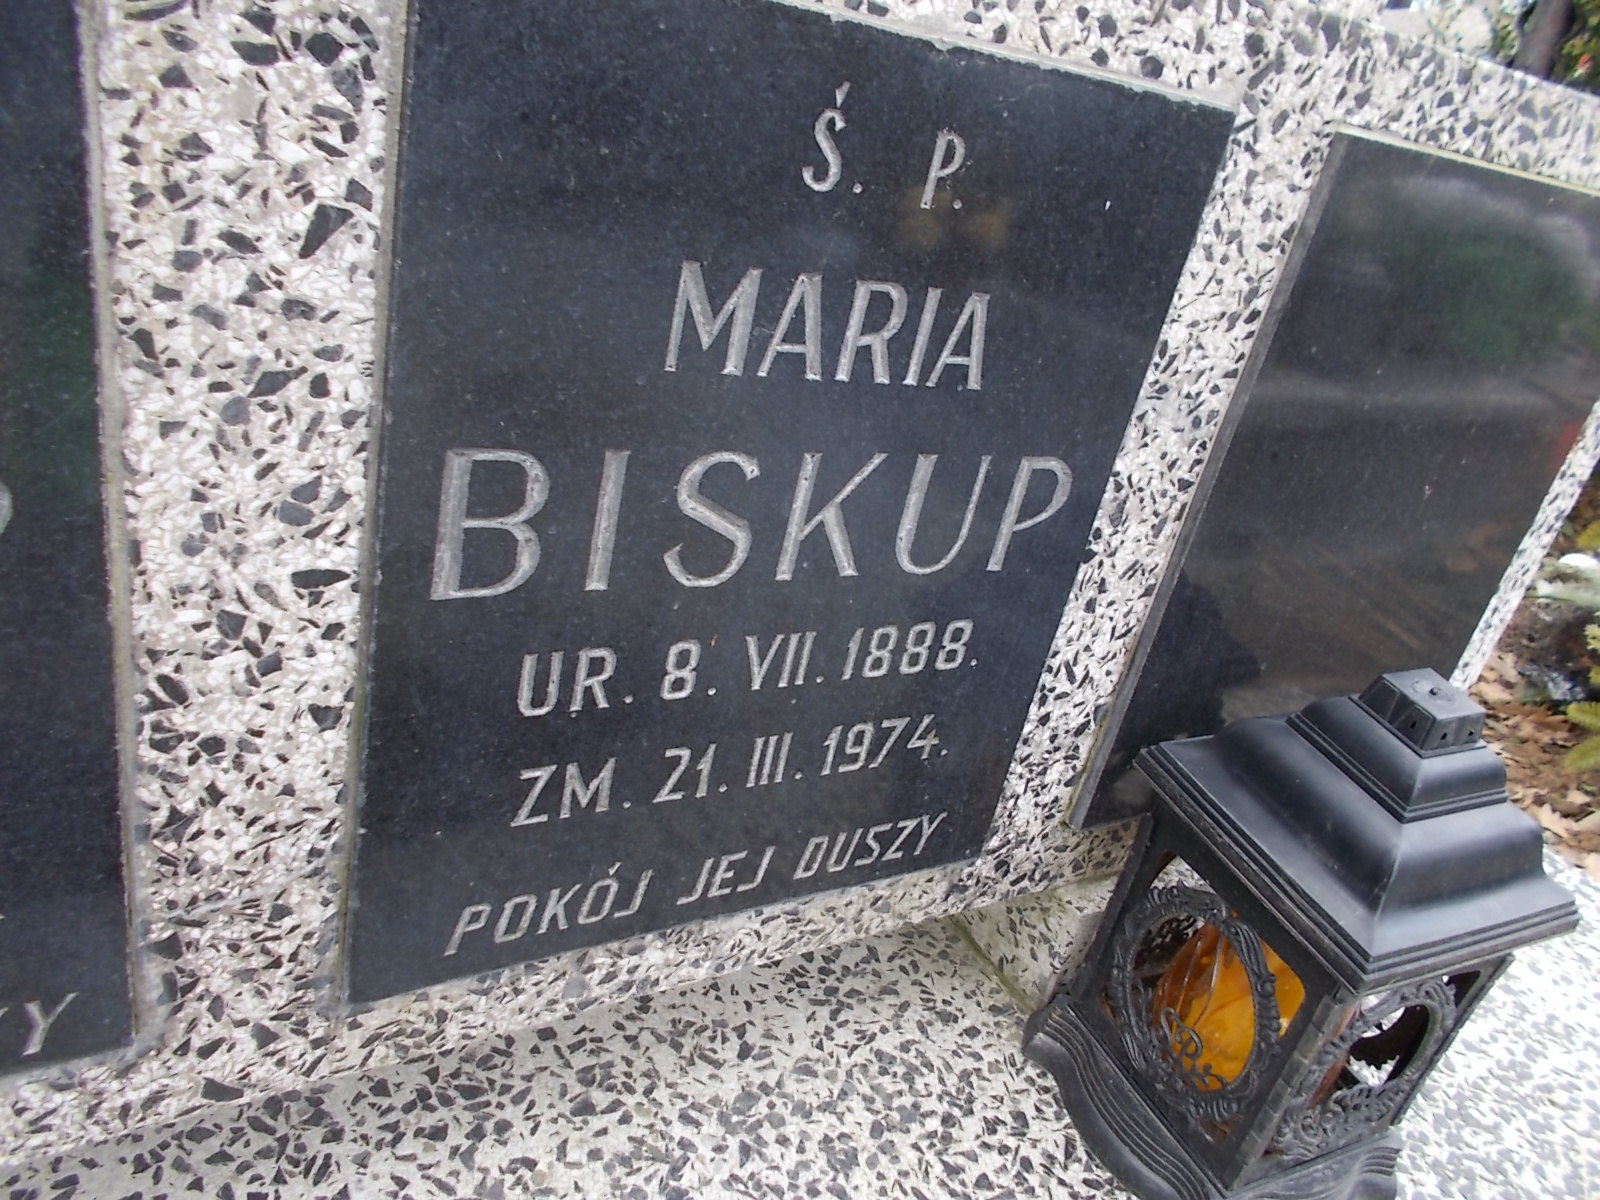 Ś. P.
MARIA
BISKUP
UR. 8. VII. 1888.
ZM. 21. III. 1974.
POKÓJ JEJ DUSZY